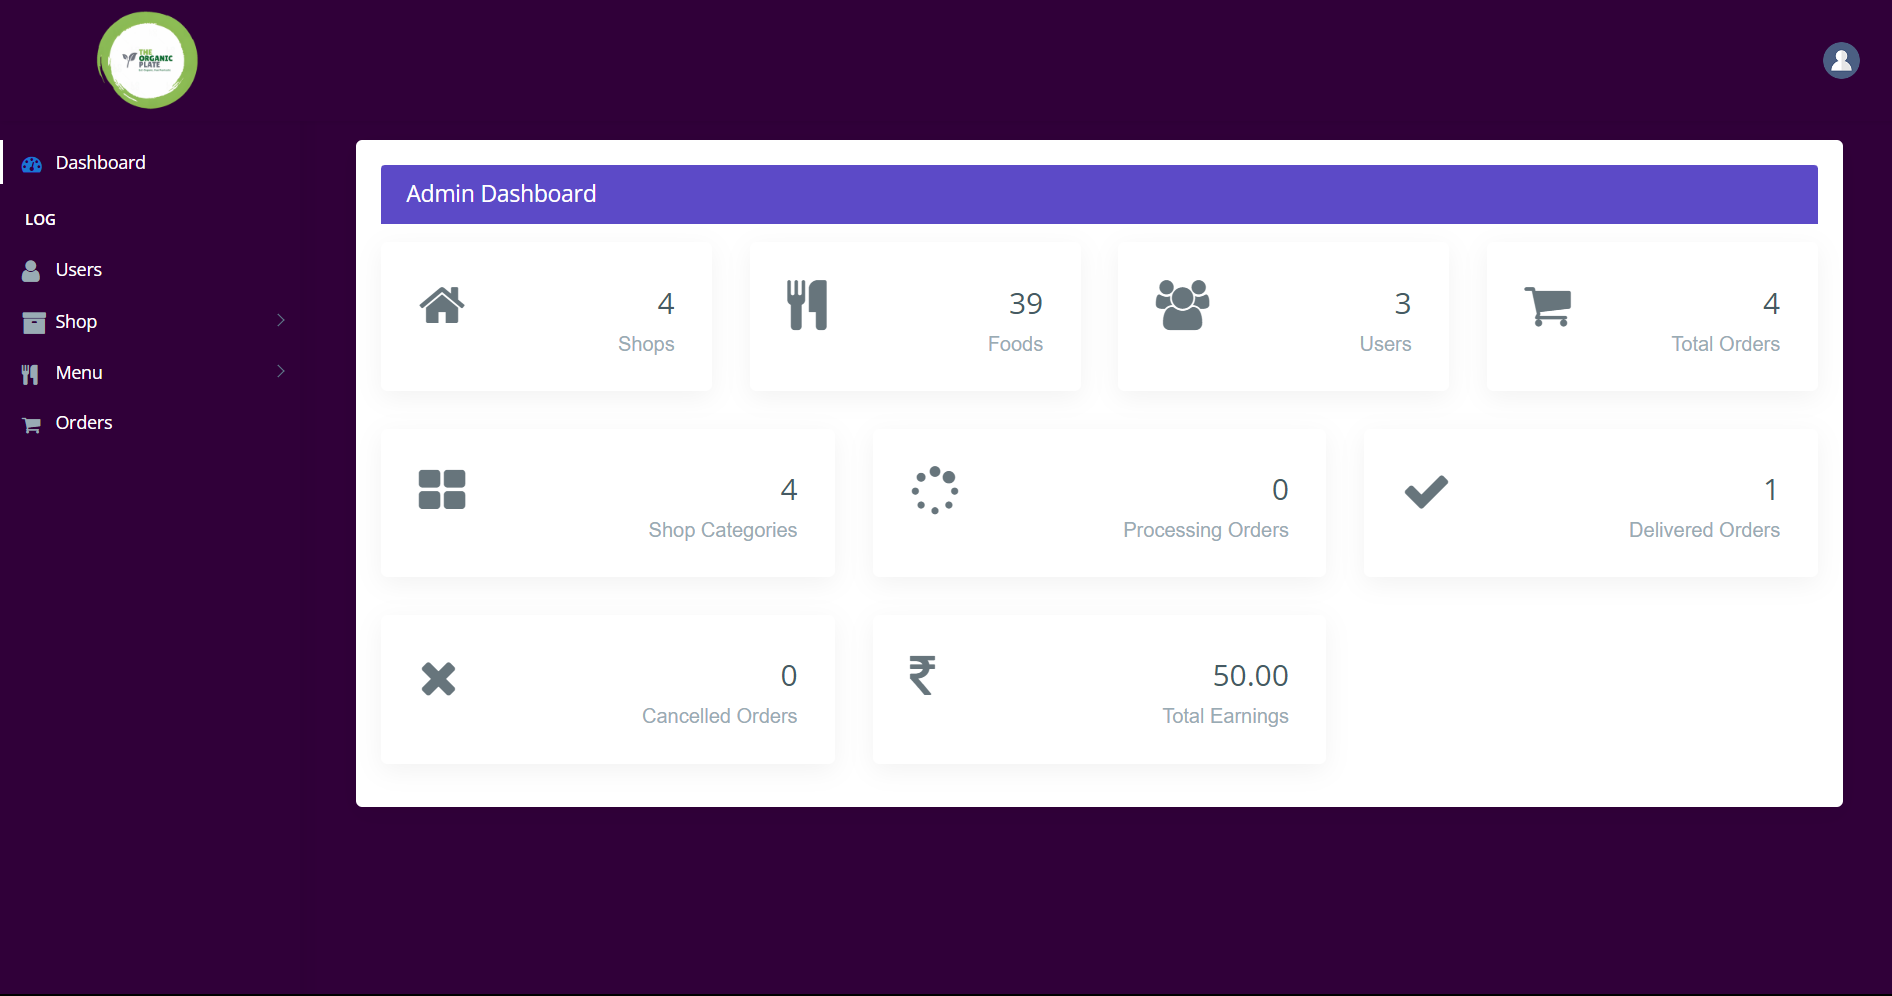 THE
ORGANIC
PLATE
Dashboard
LOG
Users
Shop
Menu
Orders
Admin Dashboard
4
Shops
39
Foods
3
Users
4
Total Orders
4
Shop Categories
0
Processing Orders
1
Delivered Orders
0
Cancelled Orders
₹
50.00
Total Earnings